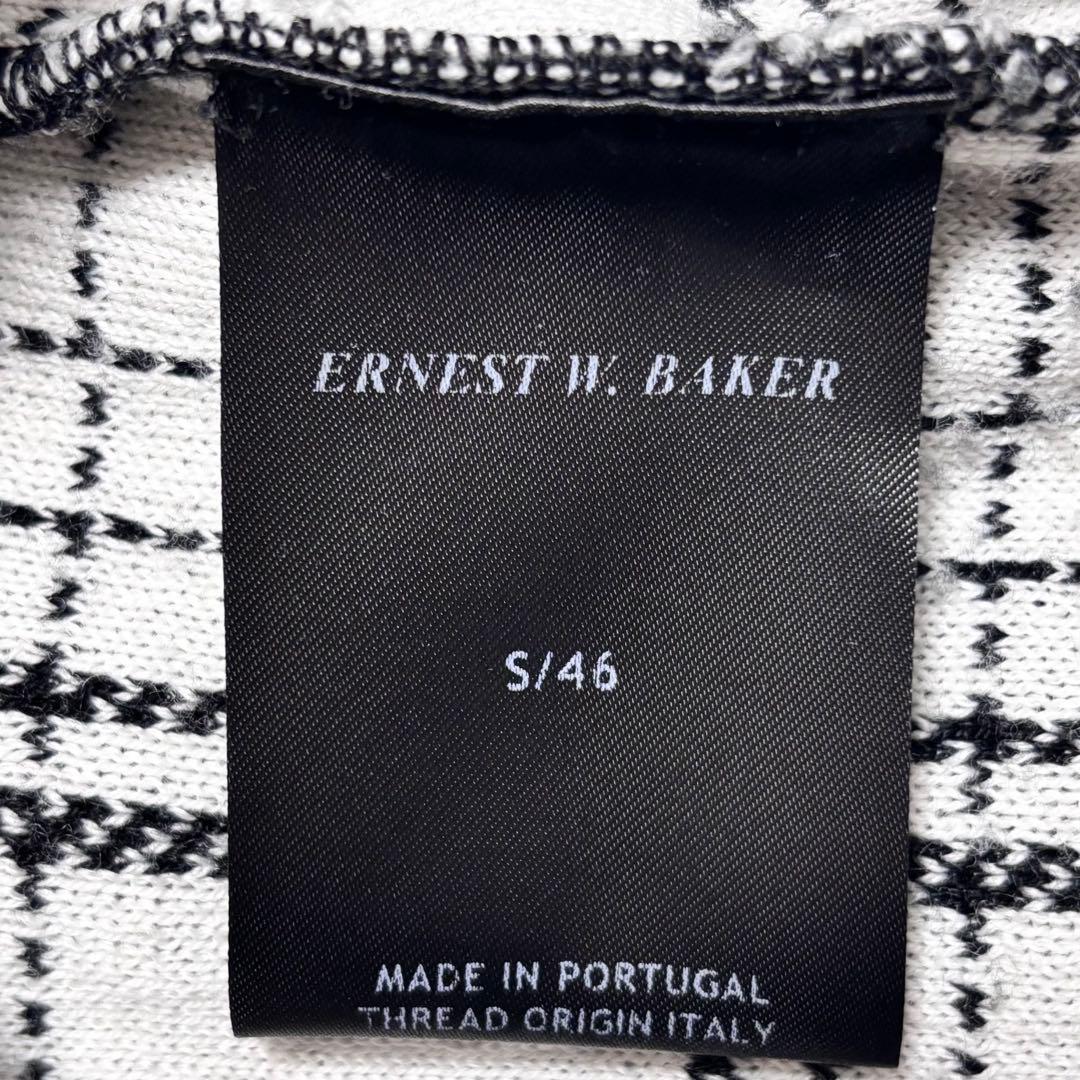 ERNEST W. BAKER
S/46
MADE IN PORTUGAL
THREAD ORIGIN ITALY